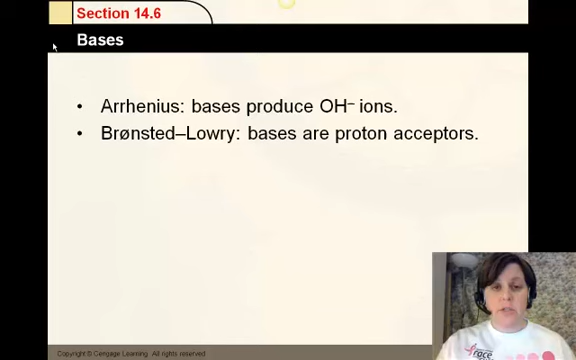 Section 14.6
Bases
• Arrhenius: bases produce OH⁻ ions.
• Brønsted–Lowry: bases are proton acceptors.
race
Copyright © Cengage Learning. All rights reserved